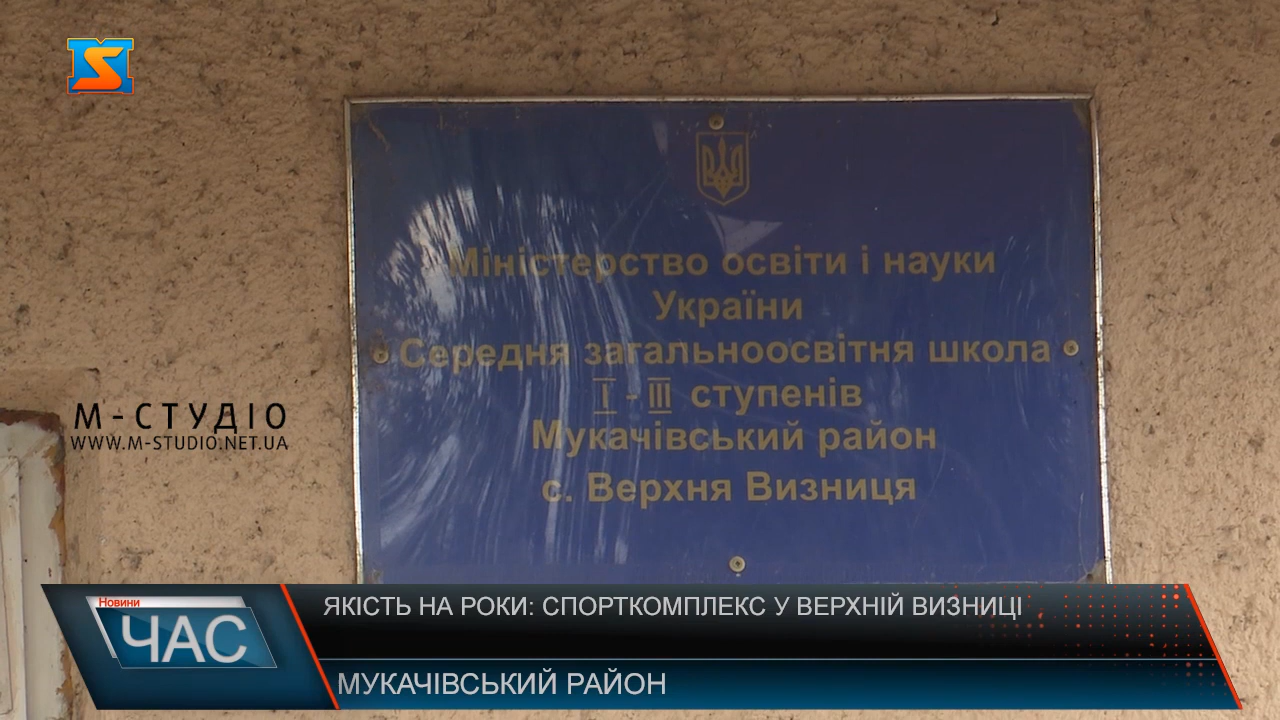 Міністерство освіти і науки
України
Середня загальноосвітня школа
І - ІІІ ступенів
Мукачівський район
с. Верхня Визниця
М-СТУДІО
WWW.M-STUDIO.NET.UA
Новини
ЧАС
ЯКІСТЬ НА РОКИ: СПОРТКОМПЛЕКС У ВЕРХНІЙ ВИЗНИЦІ
МУКАЧІВСЬКИЙ РАЙОН